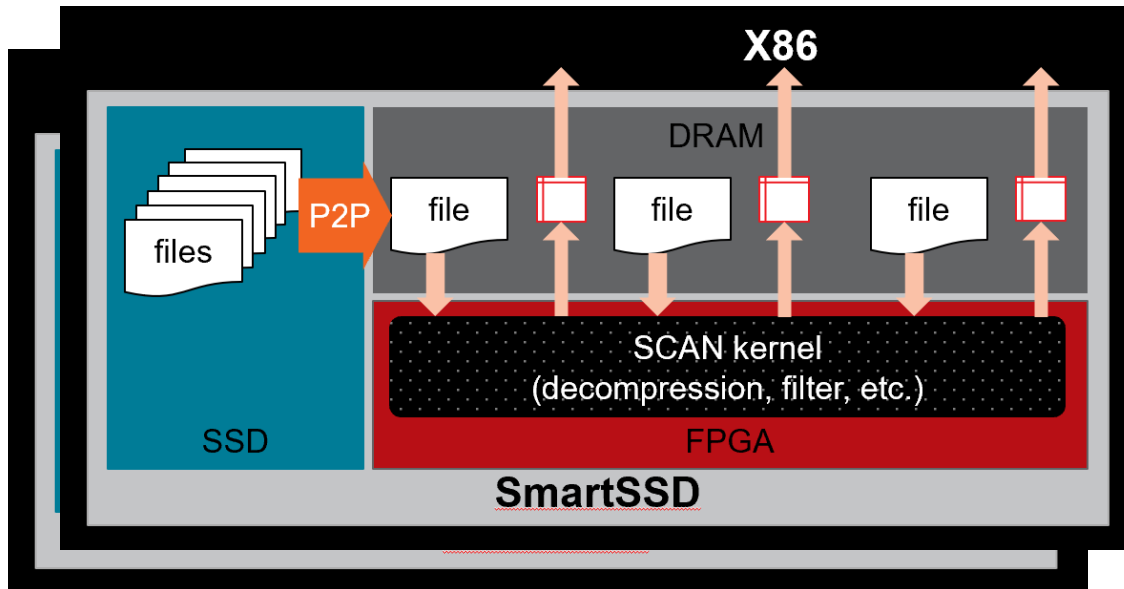 X86
DRAM
files
P2P
file
file
file
SCAN kernel
(decompression, filter, etc.)
SSD
FPGA
SmartSSD